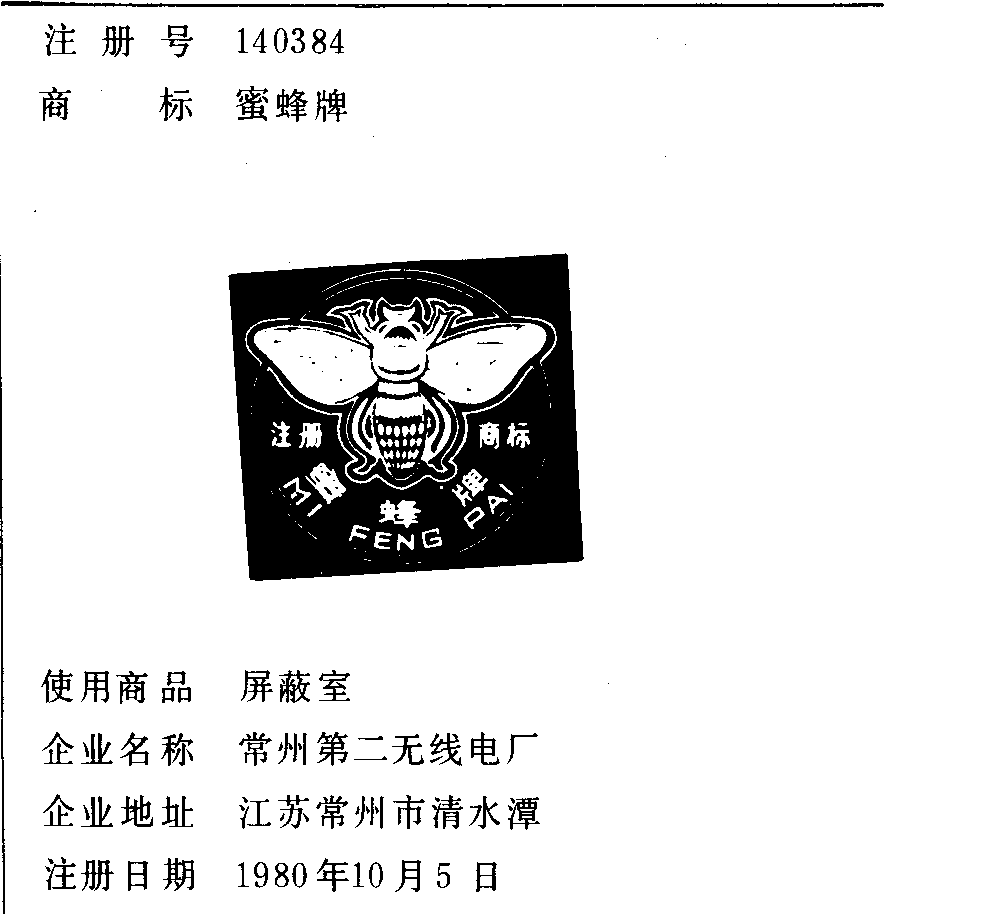 注册号 140384
商标 蜜蜂牌
注册 商标
蜜蜂牌
MI FENG PAI
使用商品 屏蔽室
企业名称 常州第二无线电厂
企业地址 江苏常州市清水潭
注册日期 1980年10月5日